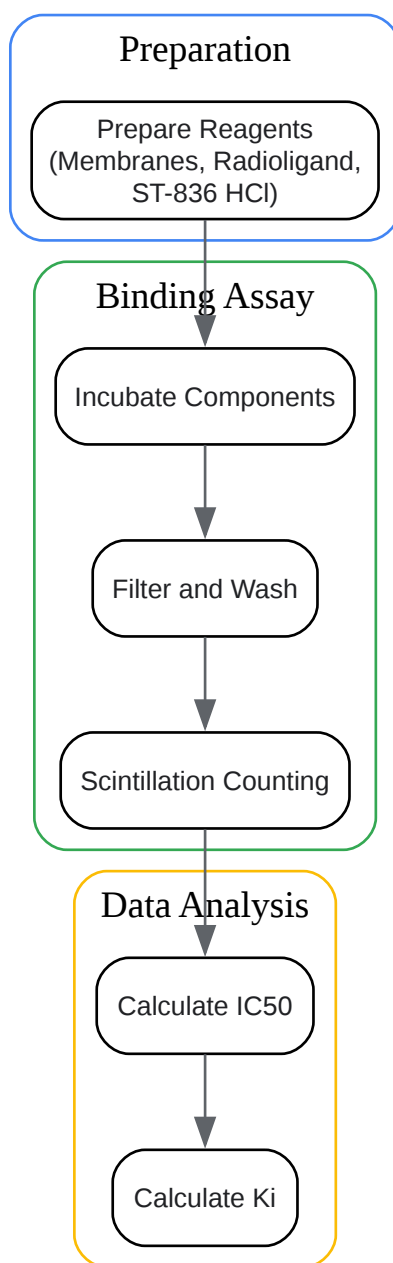 Preparation
Prepare Reagents
(Membranes, Radioligand,
ST-836 HCl)
Binding Assay
Incubate Components
Filter and Wash
Scintillation Counting
Data Analysis
Calculate IC50
Calculate Ki